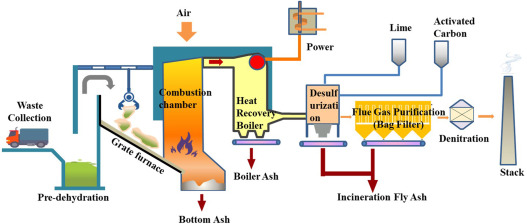 Air
Power
Lime
Activated
Carbon
Waste
Collection
Combustion
chamber
Heat
Recovery
Boiler
Desulf
urizati
on
Flue Gas Purification
(Bag Filter)
Denitration
Stack
Grate furnace
Pre-dehydration
Boiler Ash
Incineration Fly Ash
Bottom Ash